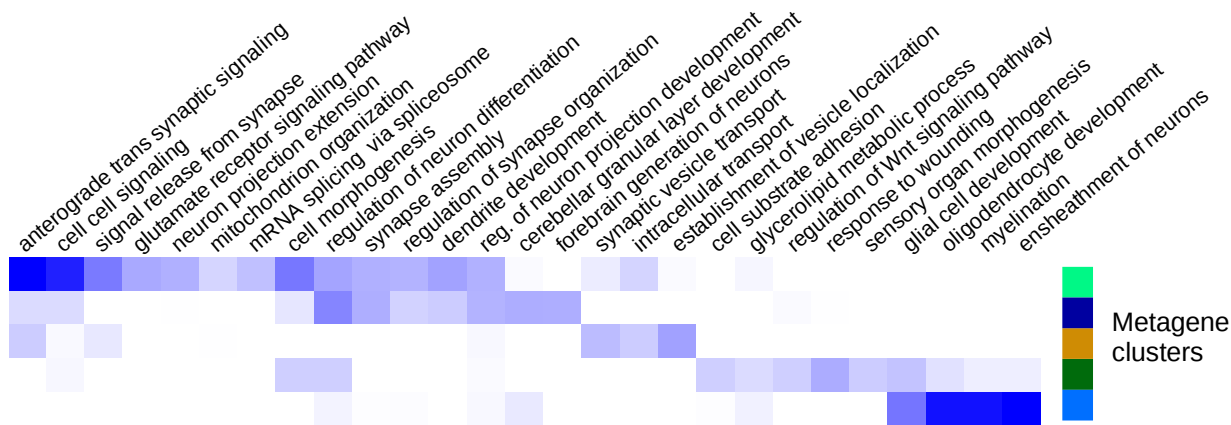 anterograde trans synaptic signaling
cell cell signaling
signal release from synapse
glutamate receptor signaling pathway
neuron projection extension
mitochondrion organization
mRNA splicing via spliceosome
cell morphogenesis
regulation of neuron differentiation
synapse assembly
regulation of synapse organization
dendrite development
reg. of neuron projection development
cerebellar granular layer development
forebrain generation of neurons
synaptic vesicle transport
intracellular transport
establishment of vesicle localization
cell substrate adhesion
glycerolipid metabolic process
regulation of Wnt signaling pathway
response to wounding
sensory organ morphogenesis
glial cell development
oligodendrocyte development
myelination
ensheathment of neurons
Metagene
clusters